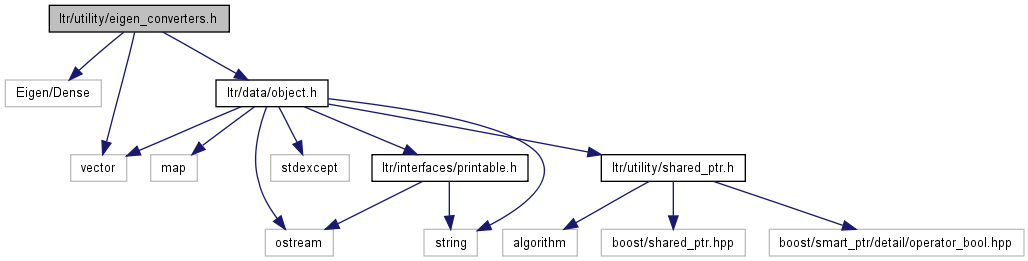 ltr/utility/eigen_converters.h
Eigen/Dense
ltr/data/object.h
vector
map
stdexcept
ltr/interfaces/printable.h
ltr/utility/shared_ptr.h
ostream
string
algorithm
boost/shared_ptr.hpp
boost/smart_ptr/detail/operator_bool.hpp